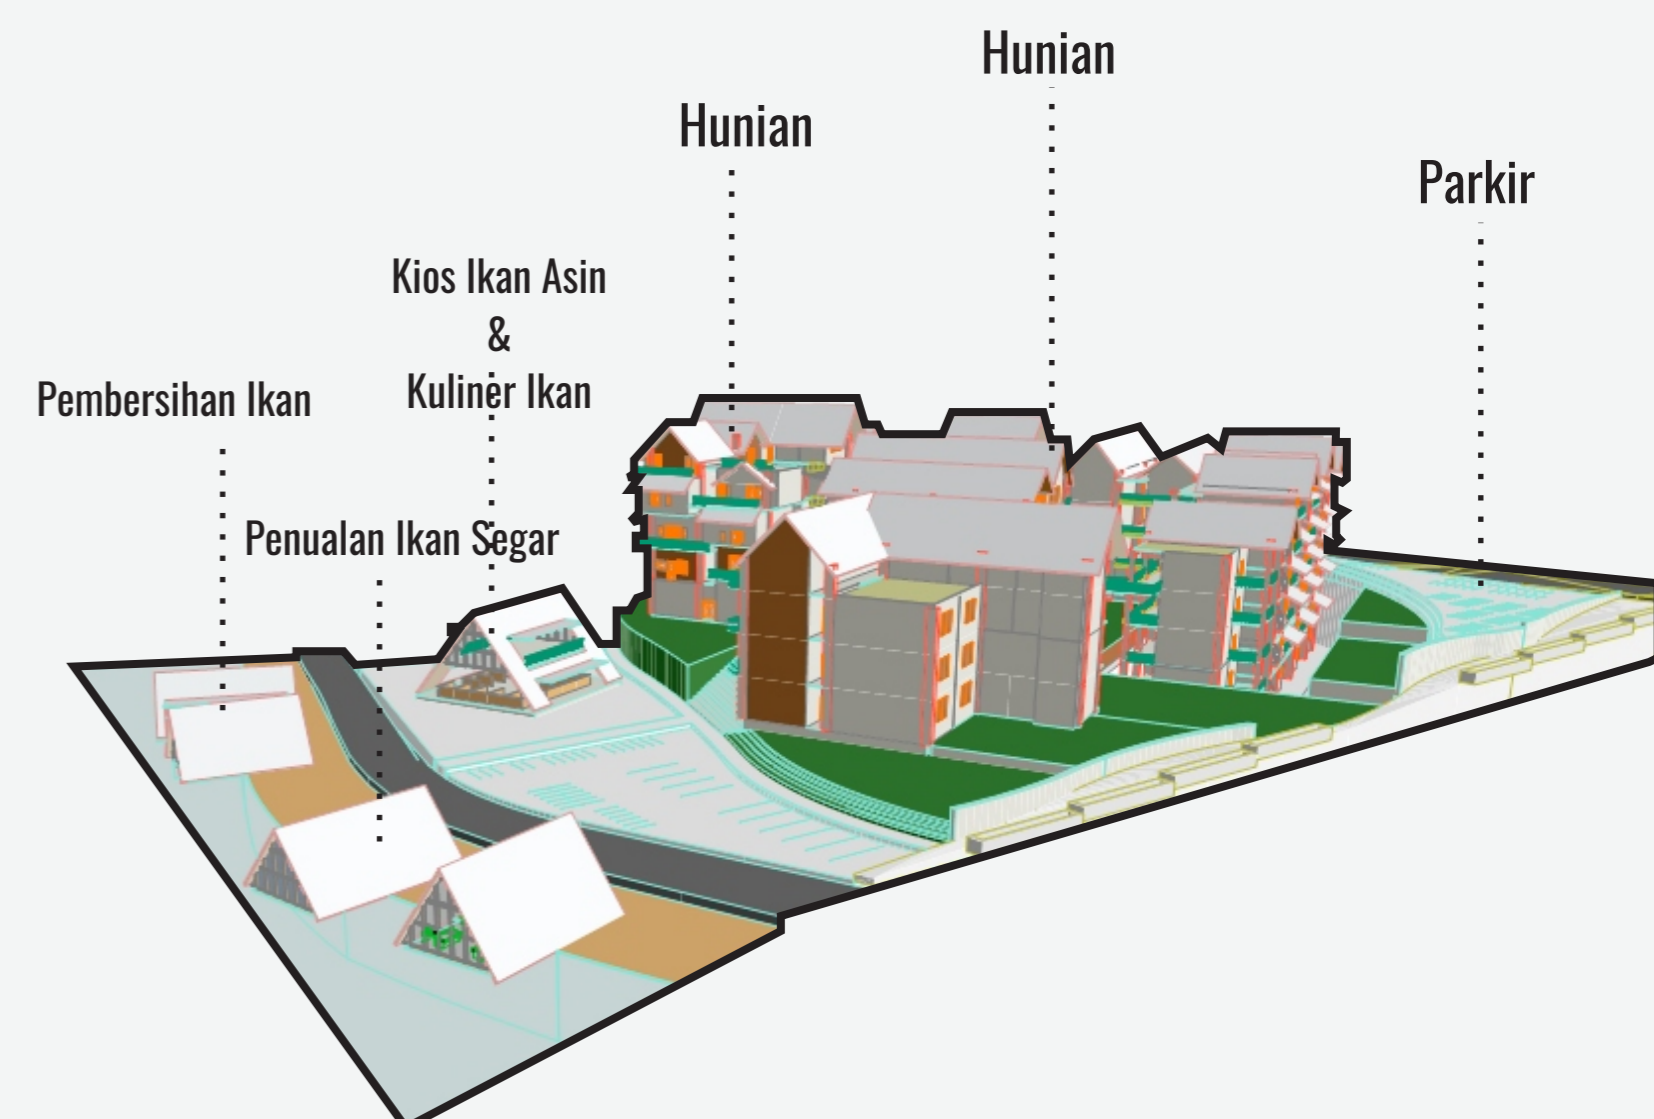 Hunian
Hunian
Parkir
Kios Ikan Asin
&
Kuliner Ikan
Pembersihan Ikan
Penualan Ikan Segar